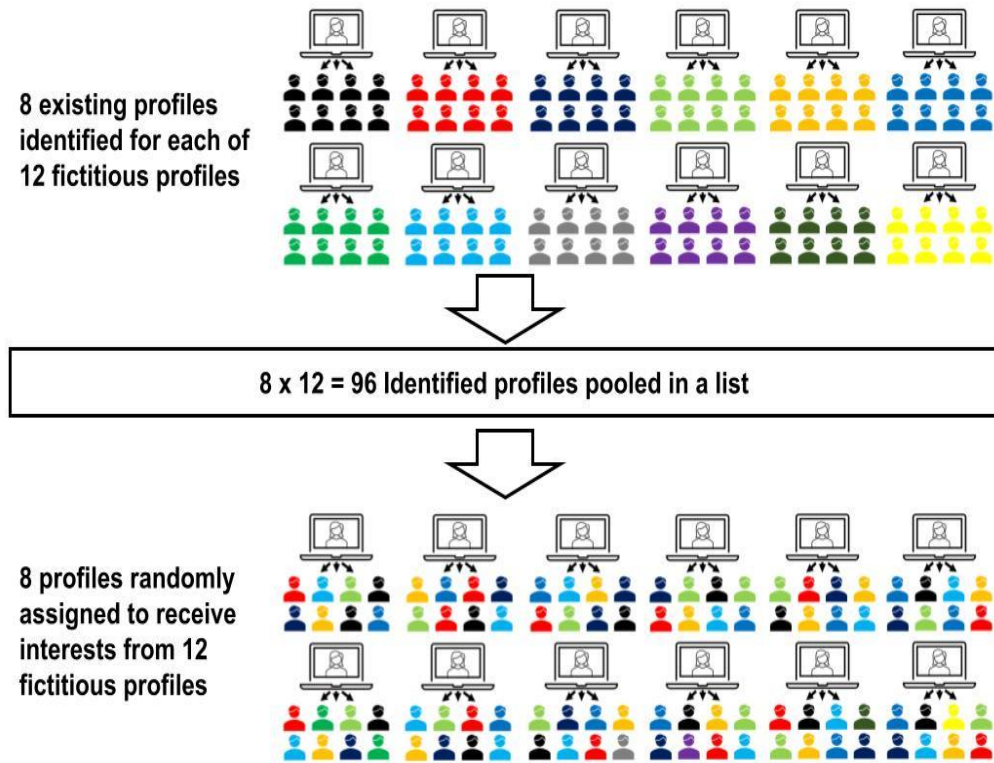 8 existing profiles
identified for each of
12 fictitious profiles
8 x 12 = 96 Identified profiles pooled in a list
8 profiles randomly
assigned to receive
interests from 12
fictitious profiles